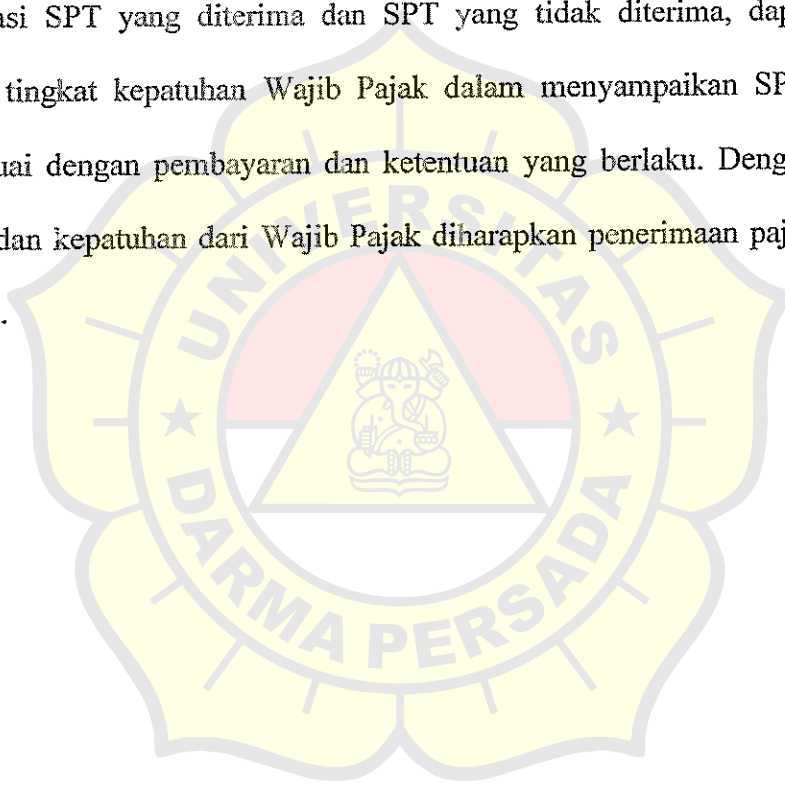 asi SPT yang diterima dan SPT yang tidak diterima, dap
tingkat kepatuhan Wajib Pajak dalam menyampaikan SP
uai dengan pembayaran dan ketentuan yang berlaku. Deng
dan kepatuhan dari Wajib Pajak diharapkan penerimaan paj
.
UNIVERSITAS
DARMA PERSADA